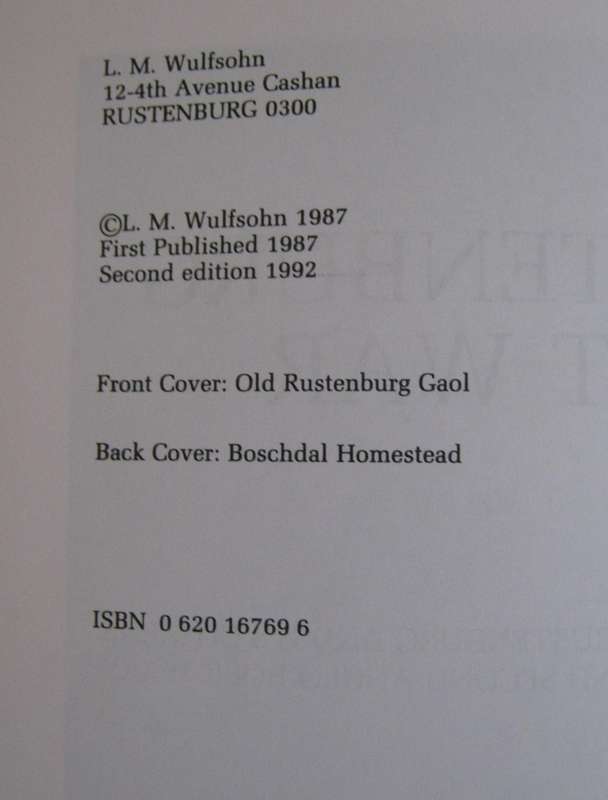 L. M. Wulfsohn
12-4th Avenue Cashan
RUSTENBURG 0300
©L. M. Wulfsohn 1987
First Published 1987
Second edition 1992
Front Cover: Old Rustenburg Gaol
Back Cover: Boschdal Homestead
ISBN 0 620 16769 6